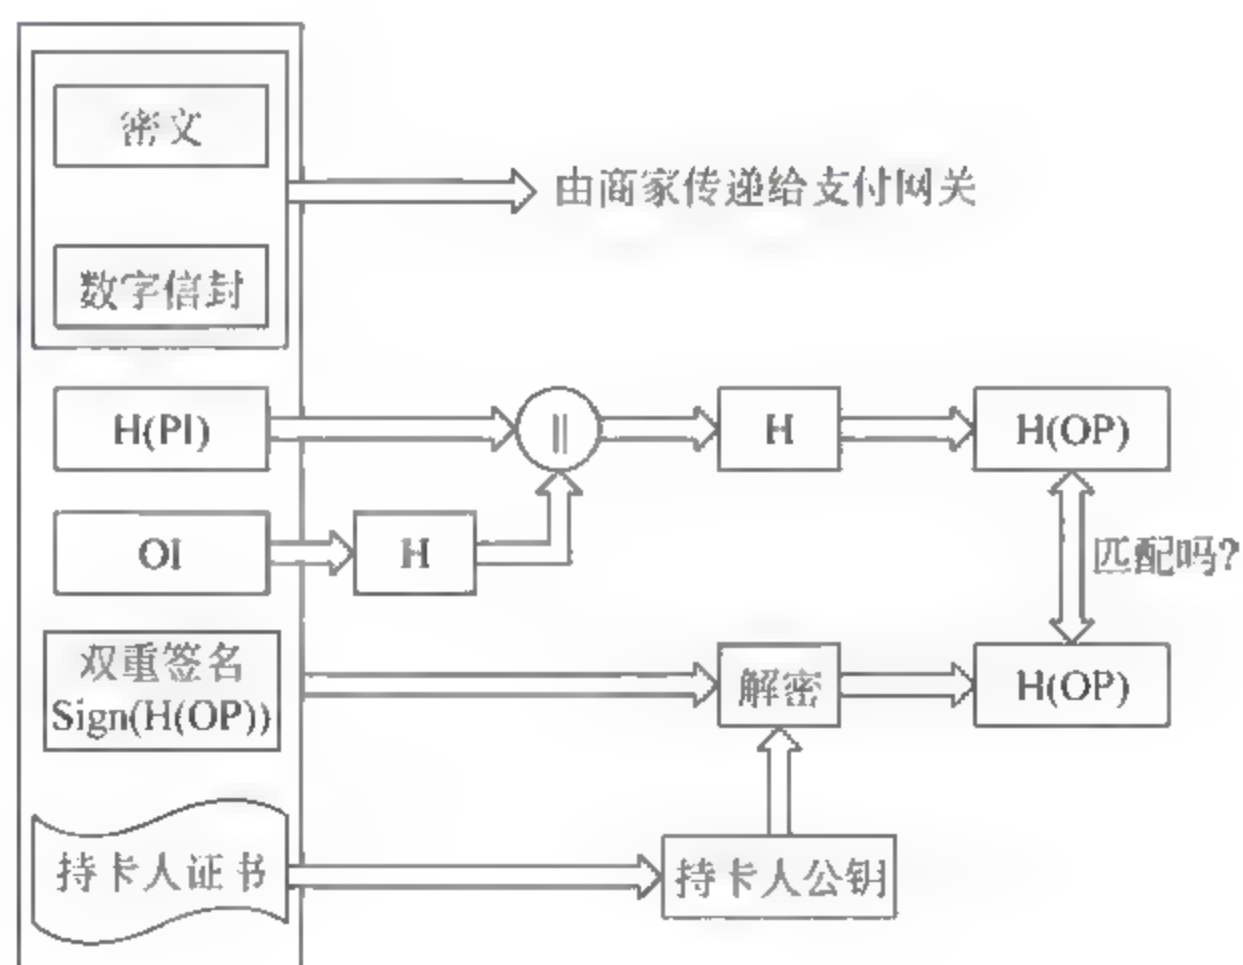 密文
由商家传递给支付网关
数字信封
H(PI)
||
H
H(OP)
OI
H
匹配吗?
双重签名
Sign(H(OP))
解密
H(OP)
持卡人证书
持卡人公钥